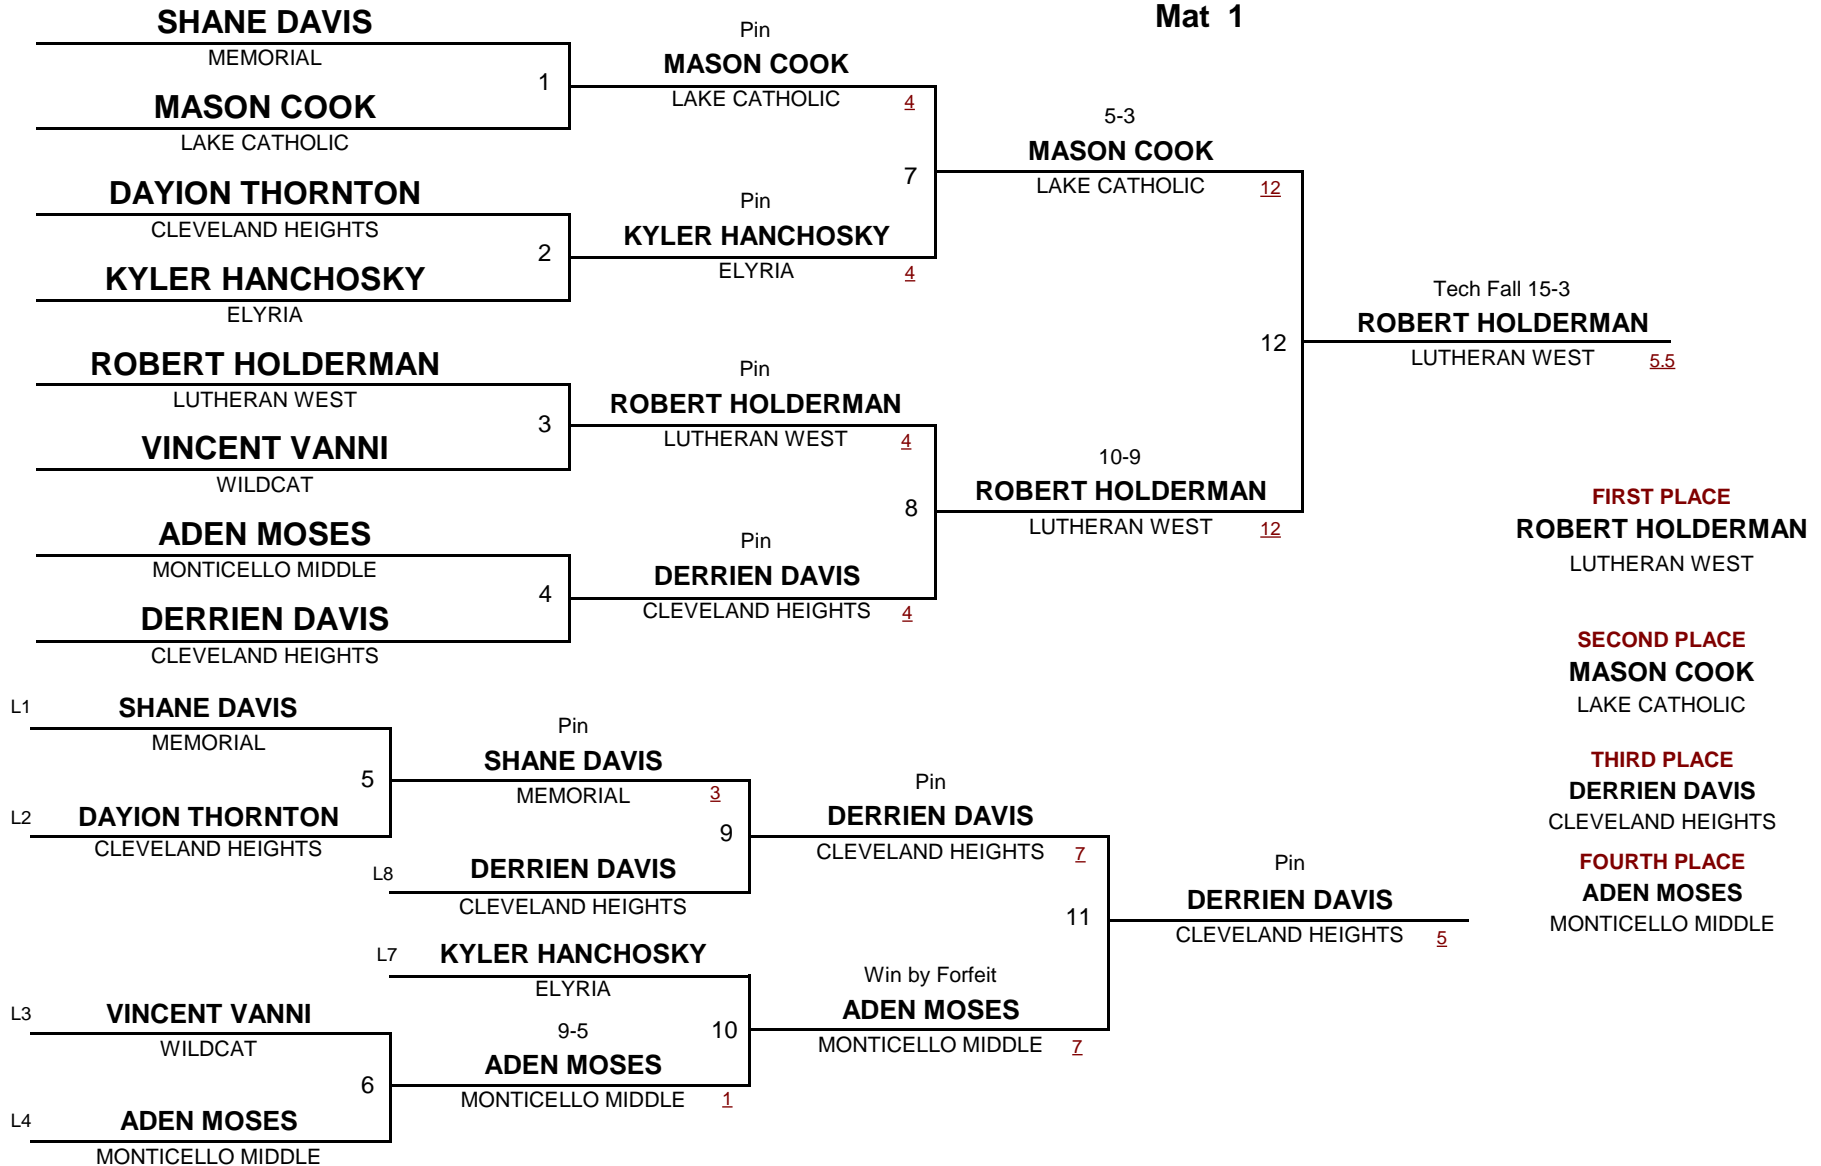 Mat 1
SHANE DAVIS
MEMORIAL
1
MASON COOK
LAKE CATHOLIC
DAYION THORNTON
CLEVELAND HEIGHTS
2
KYLER HANCHOSKY
ELYRIA
ROBERT HOLDERMAN
LUTHERAN WEST
3
VINCENT VANNI
WILDCAT
ADEN MOSES
MONTICELLO MIDDLE
4
DERRIEN DAVIS
CLEVELAND HEIGHTS
Pin
MASON COOK
LAKE CATHOLIC 4
7
Pin
KYLER HANCHOSKY
ELYRIA 4
Pin
ROBERT HOLDERMAN
LUTHERAN WEST 4
8
Pin
DERRIEN DAVIS
CLEVELAND HEIGHTS 4
5-3
MASON COOK
LAKE CATHOLIC 12
12
10-9
ROBERT HOLDERMAN
LUTHERAN WEST 12
Tech Fall 15-3
ROBERT HOLDERMAN
LUTHERAN WEST 5.5
FIRST PLACE
ROBERT HOLDERMAN
LUTHERAN WEST
SECOND PLACE
MASON COOK
LAKE CATHOLIC
THIRD PLACE
DERRIEN DAVIS
CLEVELAND HEIGHTS
FOURTH PLACE
ADEN MOSES
MONTICELLO MIDDLE
L1 SHANE DAVIS
MEMORIAL
5
L2 DAYION THORNTON
CLEVELAND HEIGHTS
Pin
SHANE DAVIS
MEMORIAL 3
9
L8 DERRIEN DAVIS
CLEVELAND HEIGHTS
L7 KYLER HANCHOSKY
ELYRIA
10
L3 VINCENT VANNI
WILDCAT
6
L4 ADEN MOSES
MONTICELLO MIDDLE
9-5
ADEN MOSES
MONTICELLO MIDDLE 1
Pin
DERRIEN DAVIS
CLEVELAND HEIGHTS 7
11
Win by Forfeit
ADEN MOSES
MONTICELLO MIDDLE 7
Pin
DERRIEN DAVIS
CLEVELAND HEIGHTS 5